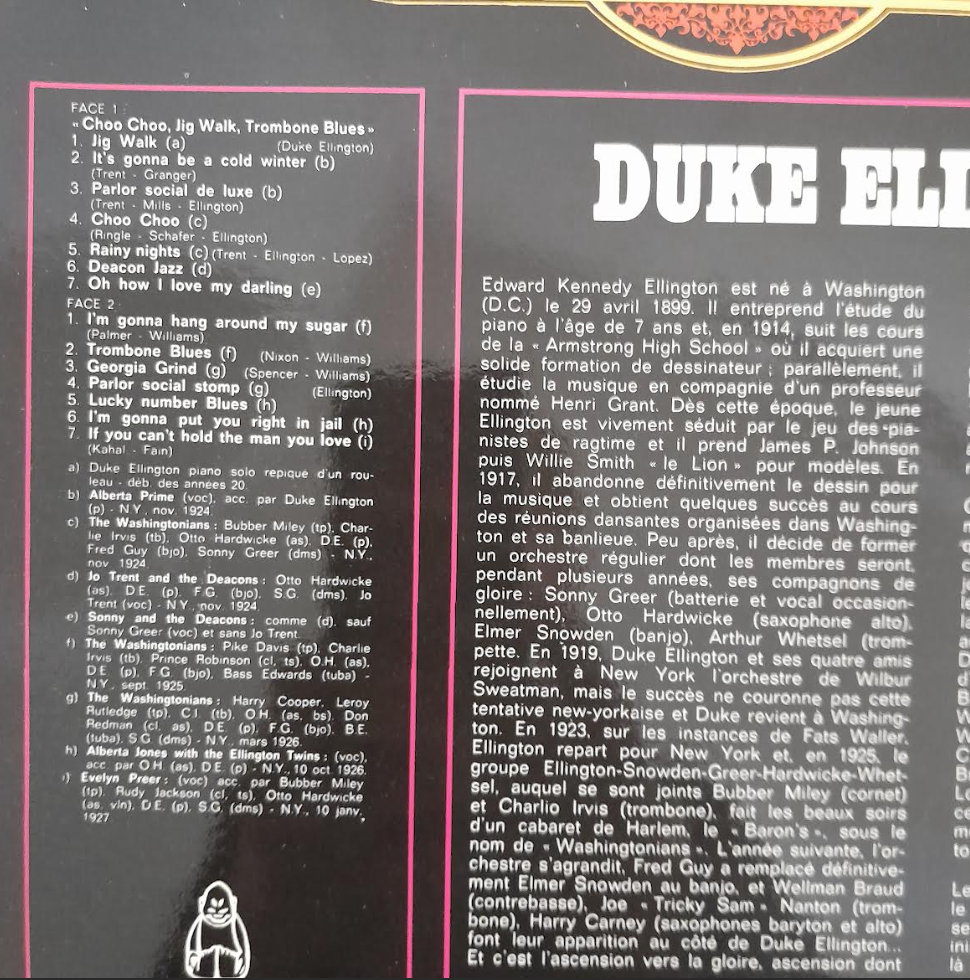 FACE 1 :
« Choo Choo, Jig Walk, Trombone Blues »
1. Jig Walk (a) (Duke Ellington)
2. It's gonna be a cold winter (b)
(Trent - Granger)
3. Parlor social de luxe (b)
(Trent - Mills - Ellington)
4. Choo Choo (c)
(Ringle - Schafer - Ellington)
5. Rainy nights (c) (Trent - Ellington - Lopez)
6. Deacon Jazz (d)
7. Oh how I love my darling (e)
FACE 2 :
1. I'm gonna hang around my sugar (f)
(Palmer - Williams)
2. Trombone Blues (f) (Nixon - Williams)
3. Georgia Grind (g) (Spencer - Williams)
4. Parlor social stomp (g) (Ellington)
5. Lucky number Blues (h)
6. I'm gonna put you right in jail (h)
7. If you can't hold the man you love (i)
(Kahal - Fain)
a) Duke Ellington piano solo repiqué d'un rou-
leau - déb. des années 20.
b) Alberta Prime (voc), acc. par Duke Ellington
(p) - N.Y., nov. 1924.
c) The Washingtonians : Bubber Miley (tp), Char-
lie Irvis (tb), Otto Hardwicke (as), D.E. (p),
Fred Guy (bjo), Sonny Greer (dms) - N.Y.,
nov. 1924.
d) Jo Trent and the Deacons : Otto Hardwicke
(as), D.E. (p), F.G. (bjo), S.G. (dms), Jo
Trent (voc) - N.Y., nov. 1924.
e) Sonny and the Deacons : comme (d), sauf
Sonny Greer (voc) et sans Jo Trent.
f) The Washingtonians : Pike Davis (tp), Charlie
Irvis (tb), Prince Robinson (cl, ts), O.H. (as),
D.E. (p), F.G. (bjo), Bass Edwards (tuba) -
N.Y., sept. 1925.
g) The Washingtonians : Harry Cooper, Leroy
Rutledge (tp), C.I. (tb), O.H. (as, bs), Don
Redman (cl, as), D.E. (p), F.G. (bjo), B.E.
(tuba), S.G. (dms) - N.Y., mars 1926.
h) Alberta Jones with the Ellington Twins : (voc),
acc. par O.H. (as), D.E. (p) - N.Y., 10 oct. 1926.
i) Evelyn Preer : (voc) acc. par Bubber Miley
(tp), Rudy Jackson (cl, ts), Otto Hardwicke
(as, vln), D.E. (p), S.G. (dms) - N.Y., 10 janv.
1927.
DUKE ELL
Edward Kennedy Ellington est né à Washington
(D.C.) le 29 avril 1899. Il entreprend l'étude du
piano à l'âge de 7 ans et, en 1914, suit les cours
de la « Armstrong High School » où il acquiert une
solide formation de dessinateur ; parallèlement, il
étudie la musique en compagnie d'un professeur
nommé Henri Grant. Dès cette époque, le jeune
Ellington est vivement séduit par le jeu des pia-
nistes de ragtime et il prend James P. Johnson
puis Willie Smith « le Lion » pour modèles. En
1917, il abandonne définitivement le dessin pour
la musique et obtient quelques succès au cours
des réunions dansantes organisées dans Washing-
ton et sa banlieue. Peu après, il décide de former
un orchestre régulier dont les membres seront,
pendant plusieurs années, ses compagnons de
gloire : Sonny Greer (batterie et vocal occasion-
nellement), Otto Hardwicke (saxophone alto),
Elmer Snowden (banjo), Arthur Whetsel (trom-
pette. En 1919, Duke Ellington et ses quatre amis
rejoignent à New York l'orchestre de Wilbur
Sweatman, mais le succès ne couronne pas cette
tentative new-yorkaise et Duke revient à Washing-
ton. En 1923, sur les instances de Fats Waller,
Ellington repart pour New York et, en 1925, le
groupe Ellington-Snowden-Greer-Hardwicke-Whet-
sel, auquel se sont joints Bubber Miley (cornet)
et Charlio Irvis (trombone), fait les beaux soirs
d'un cabaret de Harlem, le « Baron's », sous le
nom de « Washingtonians ». L'année suivante, l'or-
chestre s'agrandit, Fred Guy a remplacé définitive-
ment Elmer Snowden au banjo, et Wellman Braud
(contrebasse), Joe « Tricky Sam » Nanton (trom-
bone), Harry Carney (saxophones baryton et alto)
font leur apparition au côté de Duke Ellington...
Et c'est l'ascension vers la gloire, ascension dont